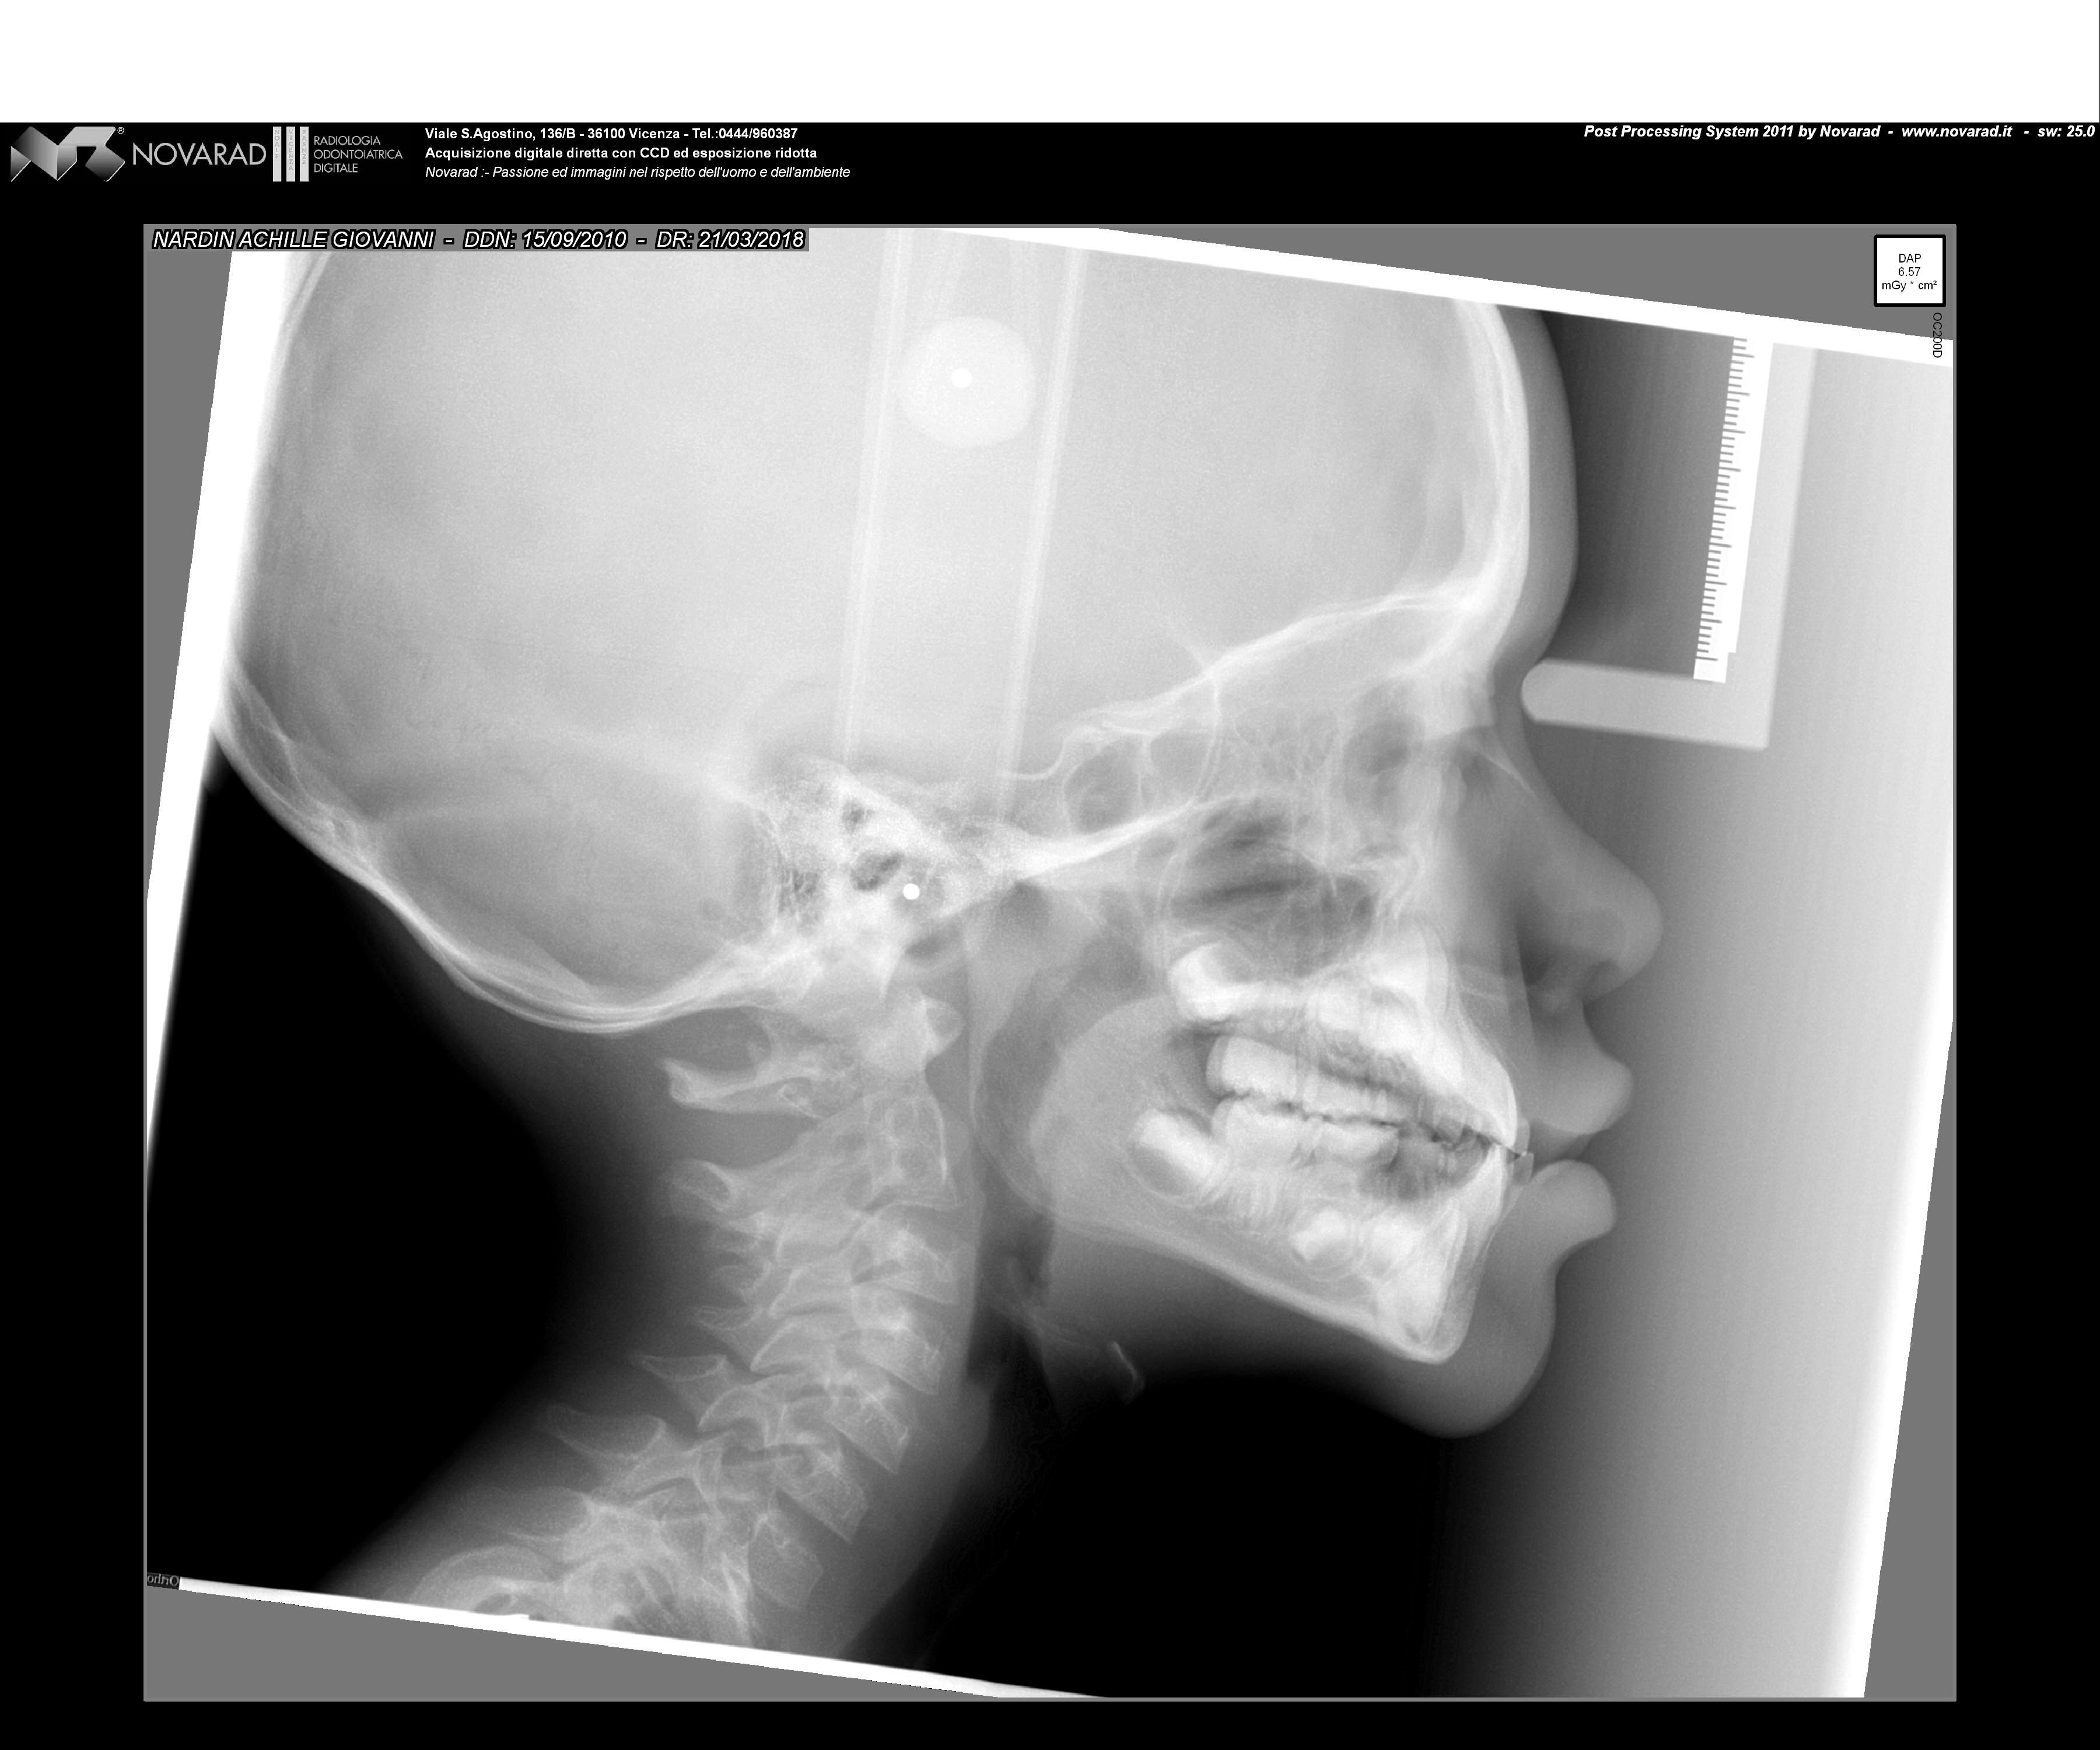 NOVARAD
RADIOLOGIA
ODONTOIATRICA
DIGITALE
Viale S.Agostino, 136/B - 36100 Vicenza - Tel.:0444/960387
Acquisizione digitale diretta con CCD ed esposizione ridotta
Novarad :- Passione ed immagini nel rispetto dell'uomo e dell'ambiente
Post Processing System 2011 by Novarad - www.novarad.it - sw: 25.0
NARDIN ACHILLE GIOVANNI - DDN: 15/09/2010 - DR: 21/03/2018
DAP
6.57
mGy * cm²
OC200D